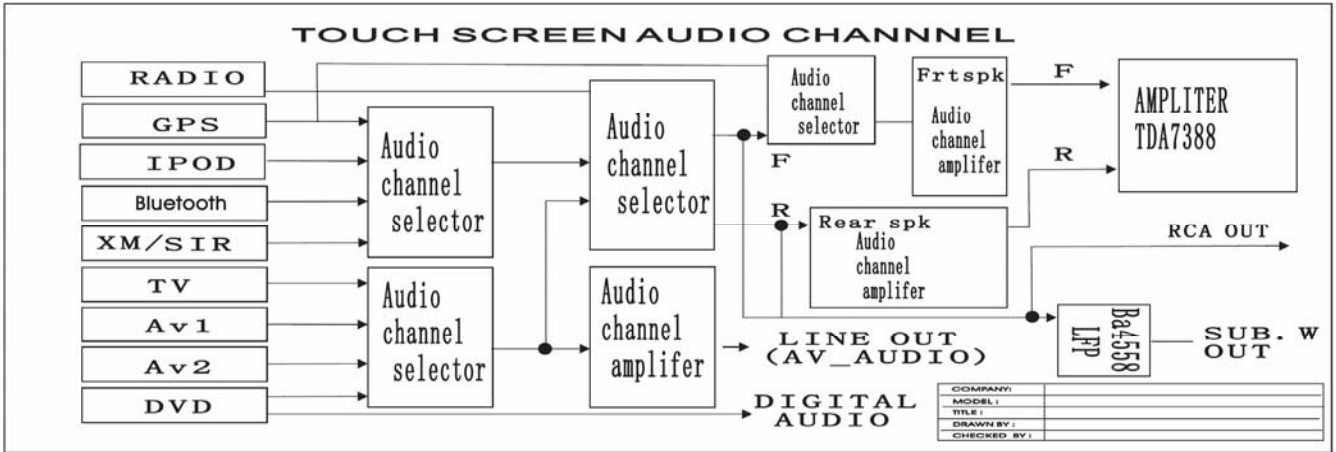 TOUCH SCREEN AUDIO CHANNNEL
RADIO
GPS
IPOD
Bluetooth
XM/SIR
TV
Av1
Av2
DVD
Audio
channel
selector
Audio
channel
selector
Audio
channel
selector
Audio
channel
amplifer
Audio
channel
selector
Frtspk
Audio
channel
amplifer
F
R
F
R
AMPLITER
TDA7388
Rear spk
Audio
channel
amplifer
RCA OUT
LINE OUT
(AV_AUDIO)
Ba4558
LFP
SUB. W
OUT
DIGITAL
AUDIO
COMPANY:
MODEL :
TITLE :
DRAWN BY :
CHECKED BY :